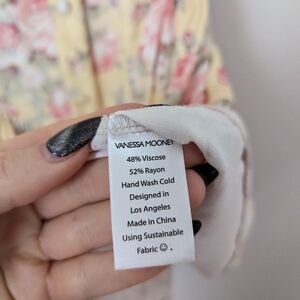 VANESSA MOONEY
48% Viscose
52% Rayon
Hand Wash Cold
Designed in
Los Angeles
Made in China
Using Sustainable
Fabric ☺.